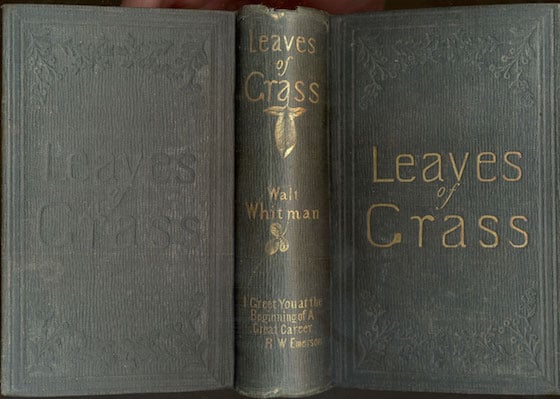 Leaves
of
Grass
Leaves
of
Grass
Walt
Whitman
I Greet You at the
Beginning of A
Great Career
R W Emerson
Leaves
of
Grass